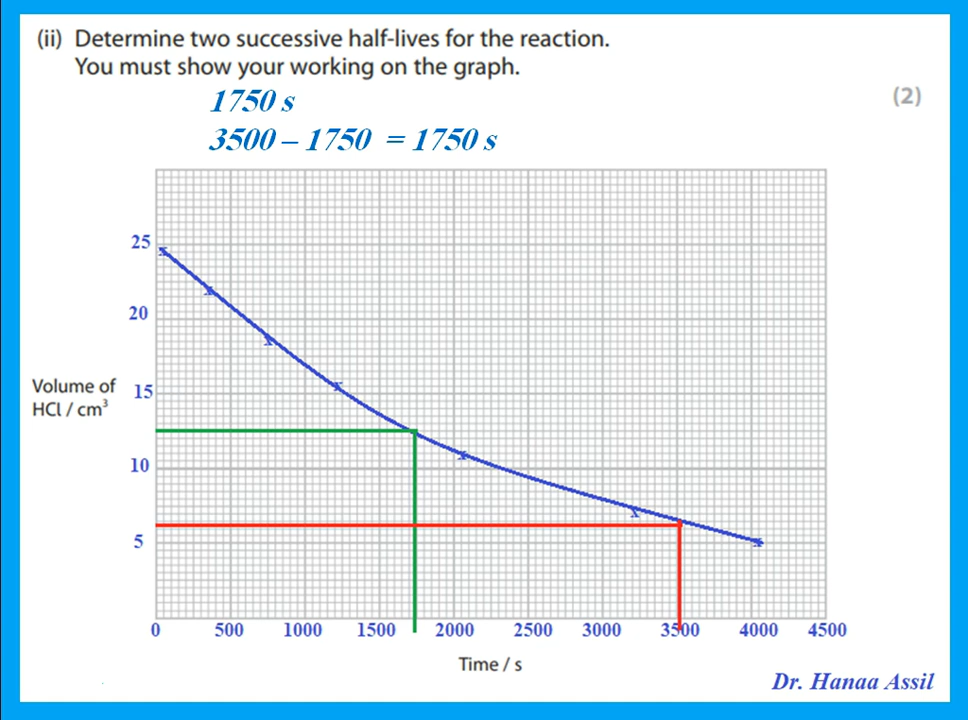 (ii) Determine two successive half-lives for the reaction.
You must show your working on the graph.
(2)
1750 s
3500 – 1750 = 1750 s
25
20
Volume of
HCl / cm³
15
10
5
0 500 1000 1500 2000 2500 3000 3500 4000 4500
Time / s
Dr. Hanaa Assil